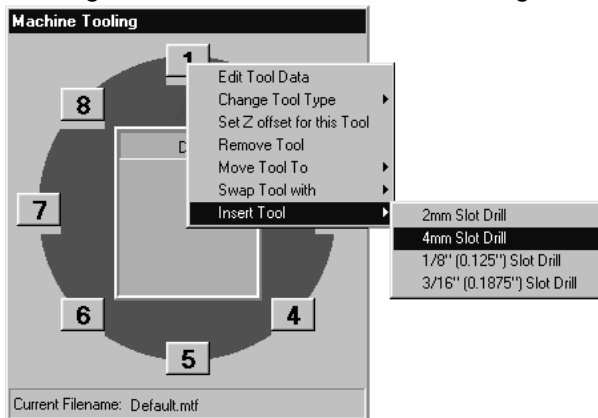 Machine Tooling
1
8
7
6
5
4
D
Edit Tool Data
Change Tool Type
Set Z offset for this Tool
Remove Tool
Move Tool To
Swap Tool with
Insert Tool
2mm Slot Drill
4mm Slot Drill
1/8" (0.125") Slot Drill
3/16" (0.1875") Slot Drill
Current Filename: Default.mtf